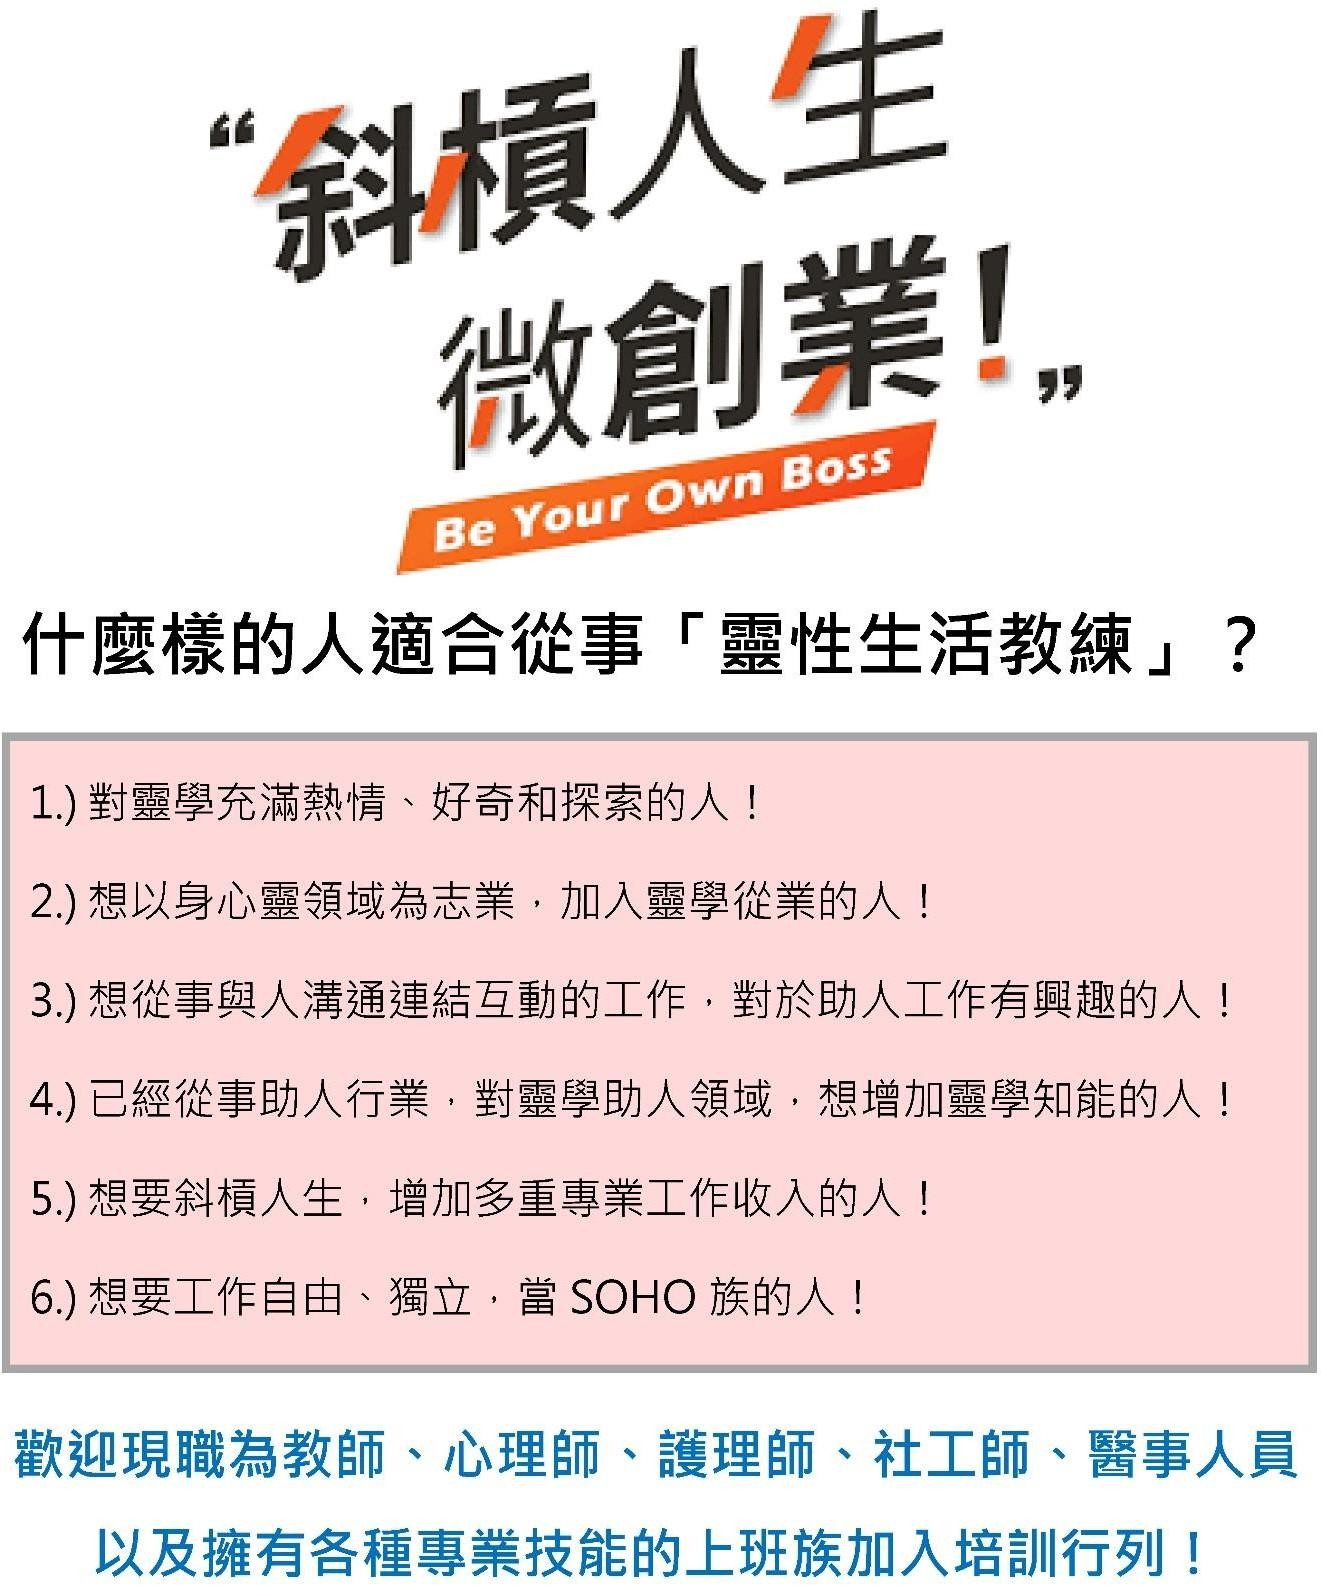 “斜槓人生
微創業！”
Be Your Own Boss
什麼樣的人適合從事「靈性生活教練」？
1.) 對靈學充滿熱情、好奇和探索的人！
2.) 想以身心靈領域為志業，加入靈學從業的人！
3.) 想從事與人溝通連結互動的工作，對於助人工作有興趣的人！
4.) 已經從事助人行業，對靈學助人領域，想增加靈學知能的人！
5.) 想要斜槓人生，增加多重專業工作收入的人！
6.) 想要工作自由、獨立，當 SOHO 族的人！
歡迎現職為教師、心理師、護理師、社工師、醫事人員
以及擁有各種專業技能的上班族加入培訓行列！